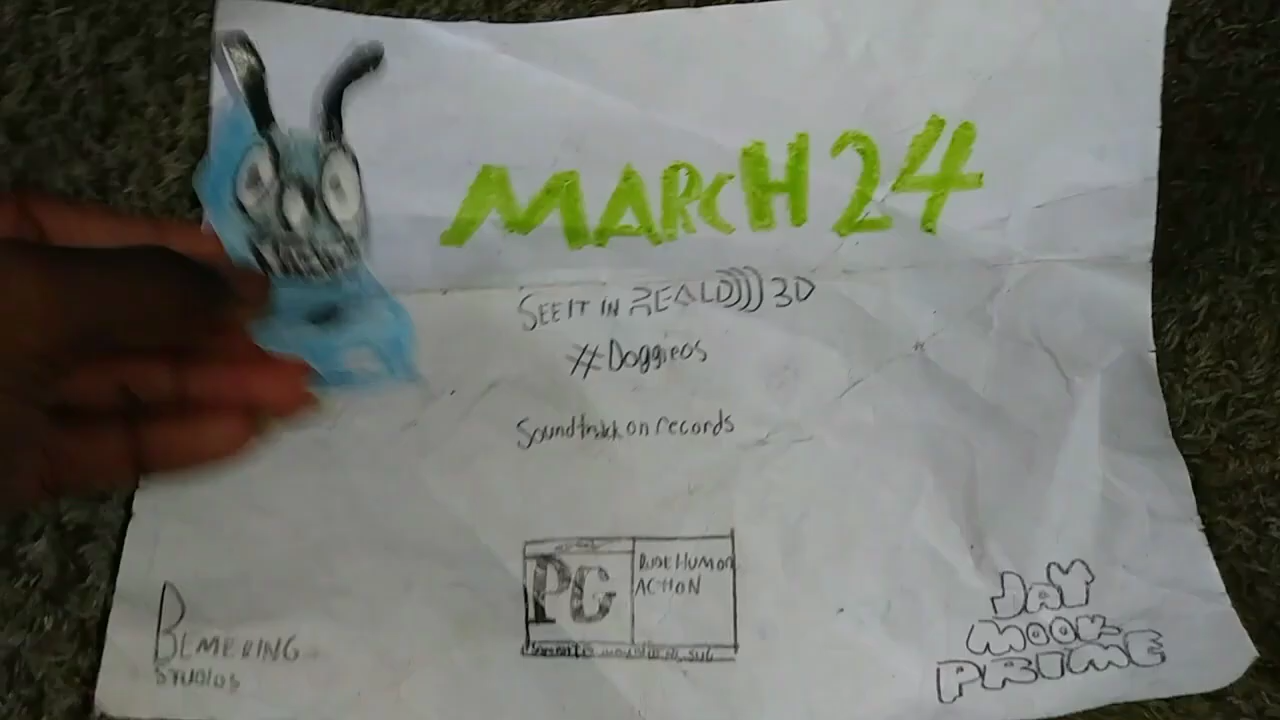 MARCH 24
SEE IT IN REALD))) 3D
#Doggieos
Soundtrack on records
PG
RUDE HUMOR
ACTION
BLMERING
STUDIOS
JAY
MOOK-
PRIME